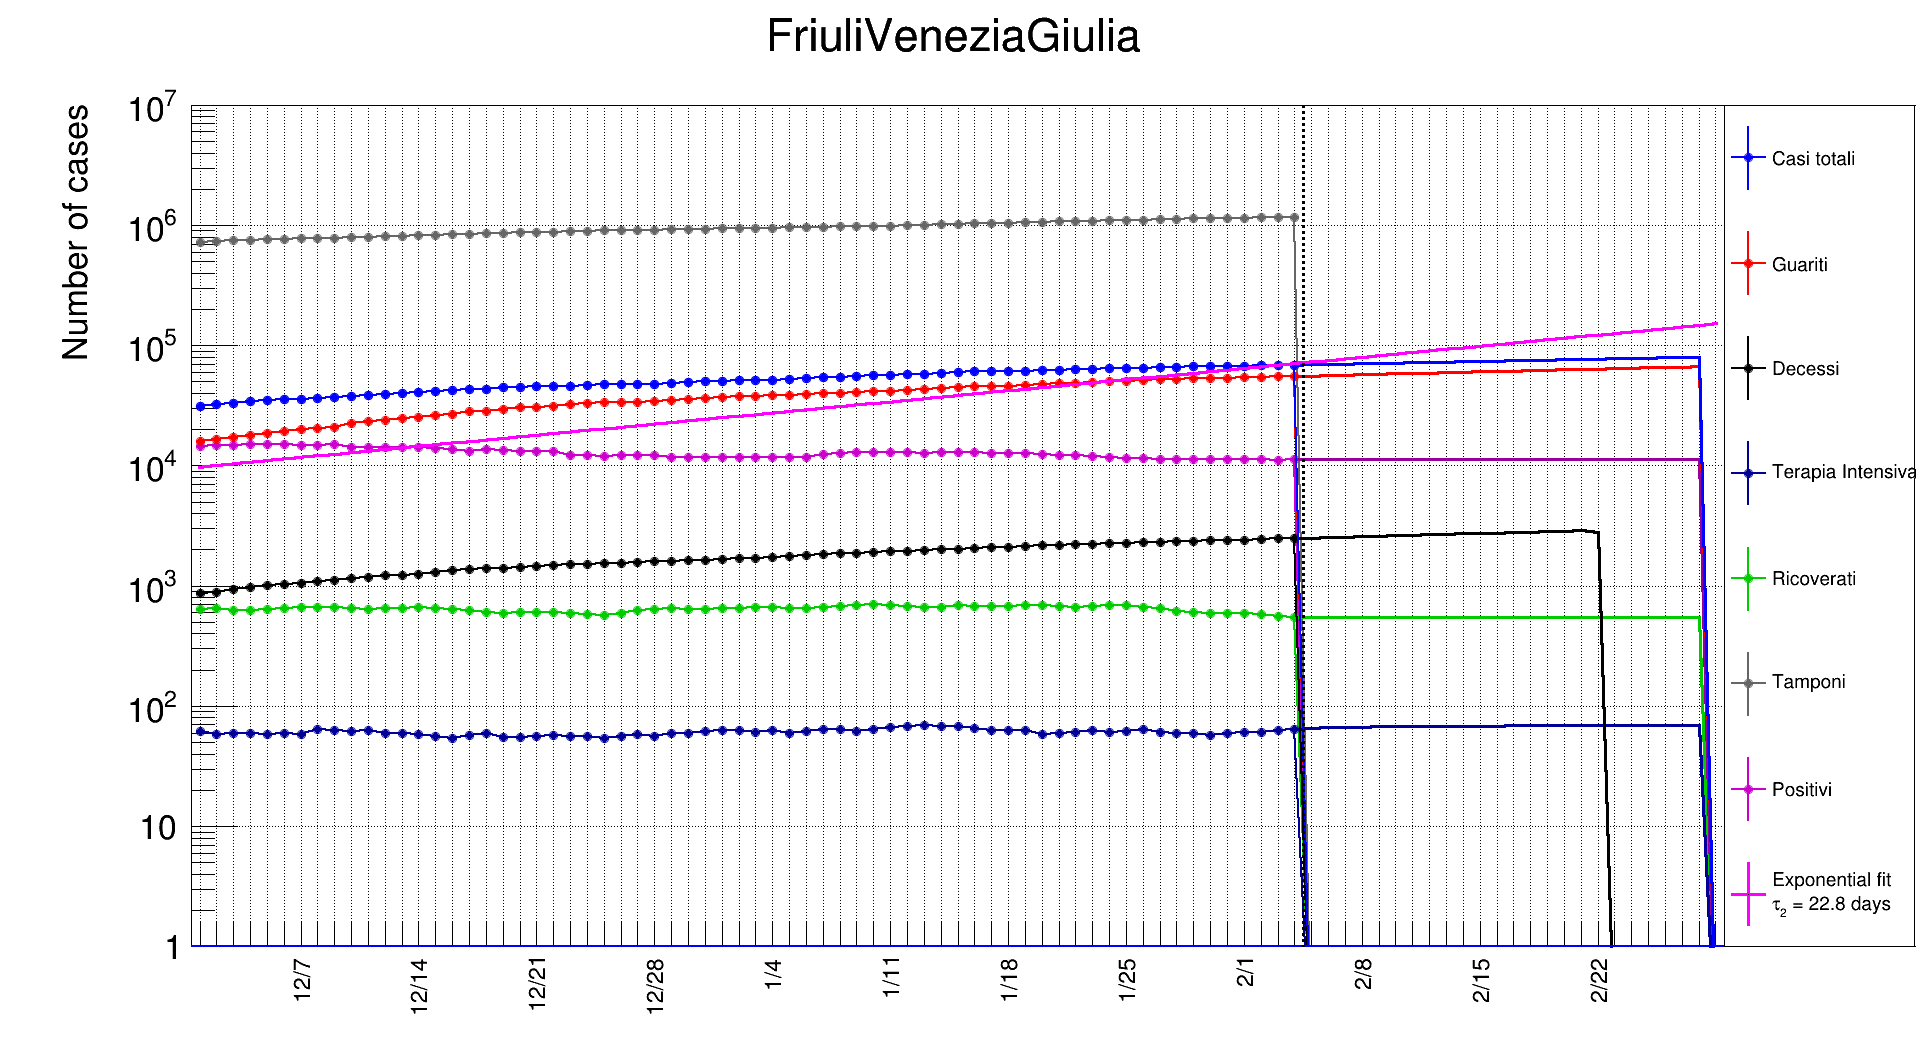 FriuliVeneziaGiulia
Number of cases
10^7
10^6
10^5
10^4
10^3
10^2
10
1
12/7
12/14
12/21
12/28
1/4
1/11
1/18
1/25
2/1
2/8
2/15
2/22
Casi totali
Guariti
Decessi
Terapia Intensiva
Ricoverati
Tamponi
Positivi
Exponential fit
τ_2 = 22.8 days